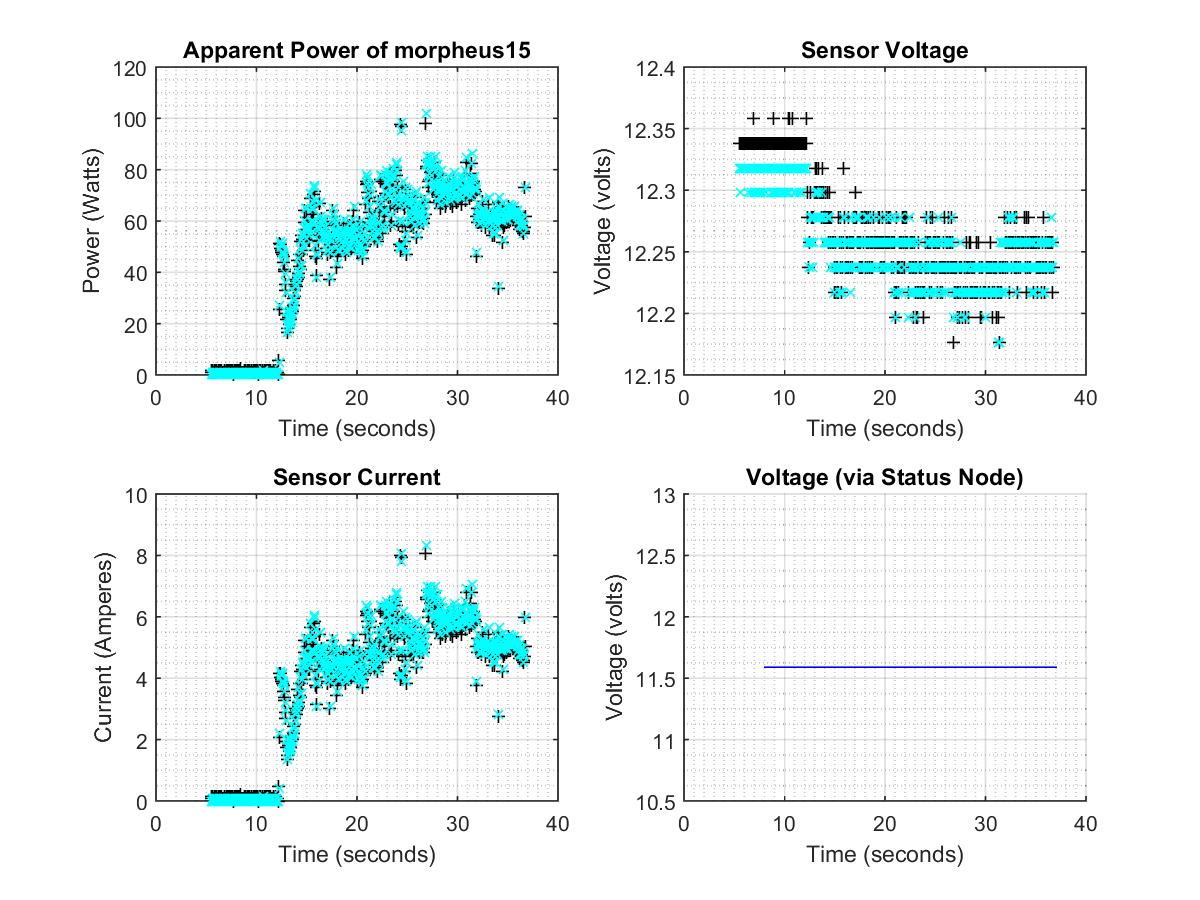 Apparent Power of morpheus15
120
100
80
60
40
20
0
Power (Watts)
0 10 20 30 40
Time (seconds)
Sensor Voltage
12.4
12.35
12.3
12.25
12.2
12.15
Voltage (volts)
0 10 20 30 40
Time (seconds)
Sensor Current
10
8
6
4
2
0
Current (Amperes)
0 10 20 30 40
Time (seconds)
Voltage (via Status Node)
13
12.5
12
11.5
11
10.5
Voltage (volts)
0 10 20 30 40
Time (seconds)